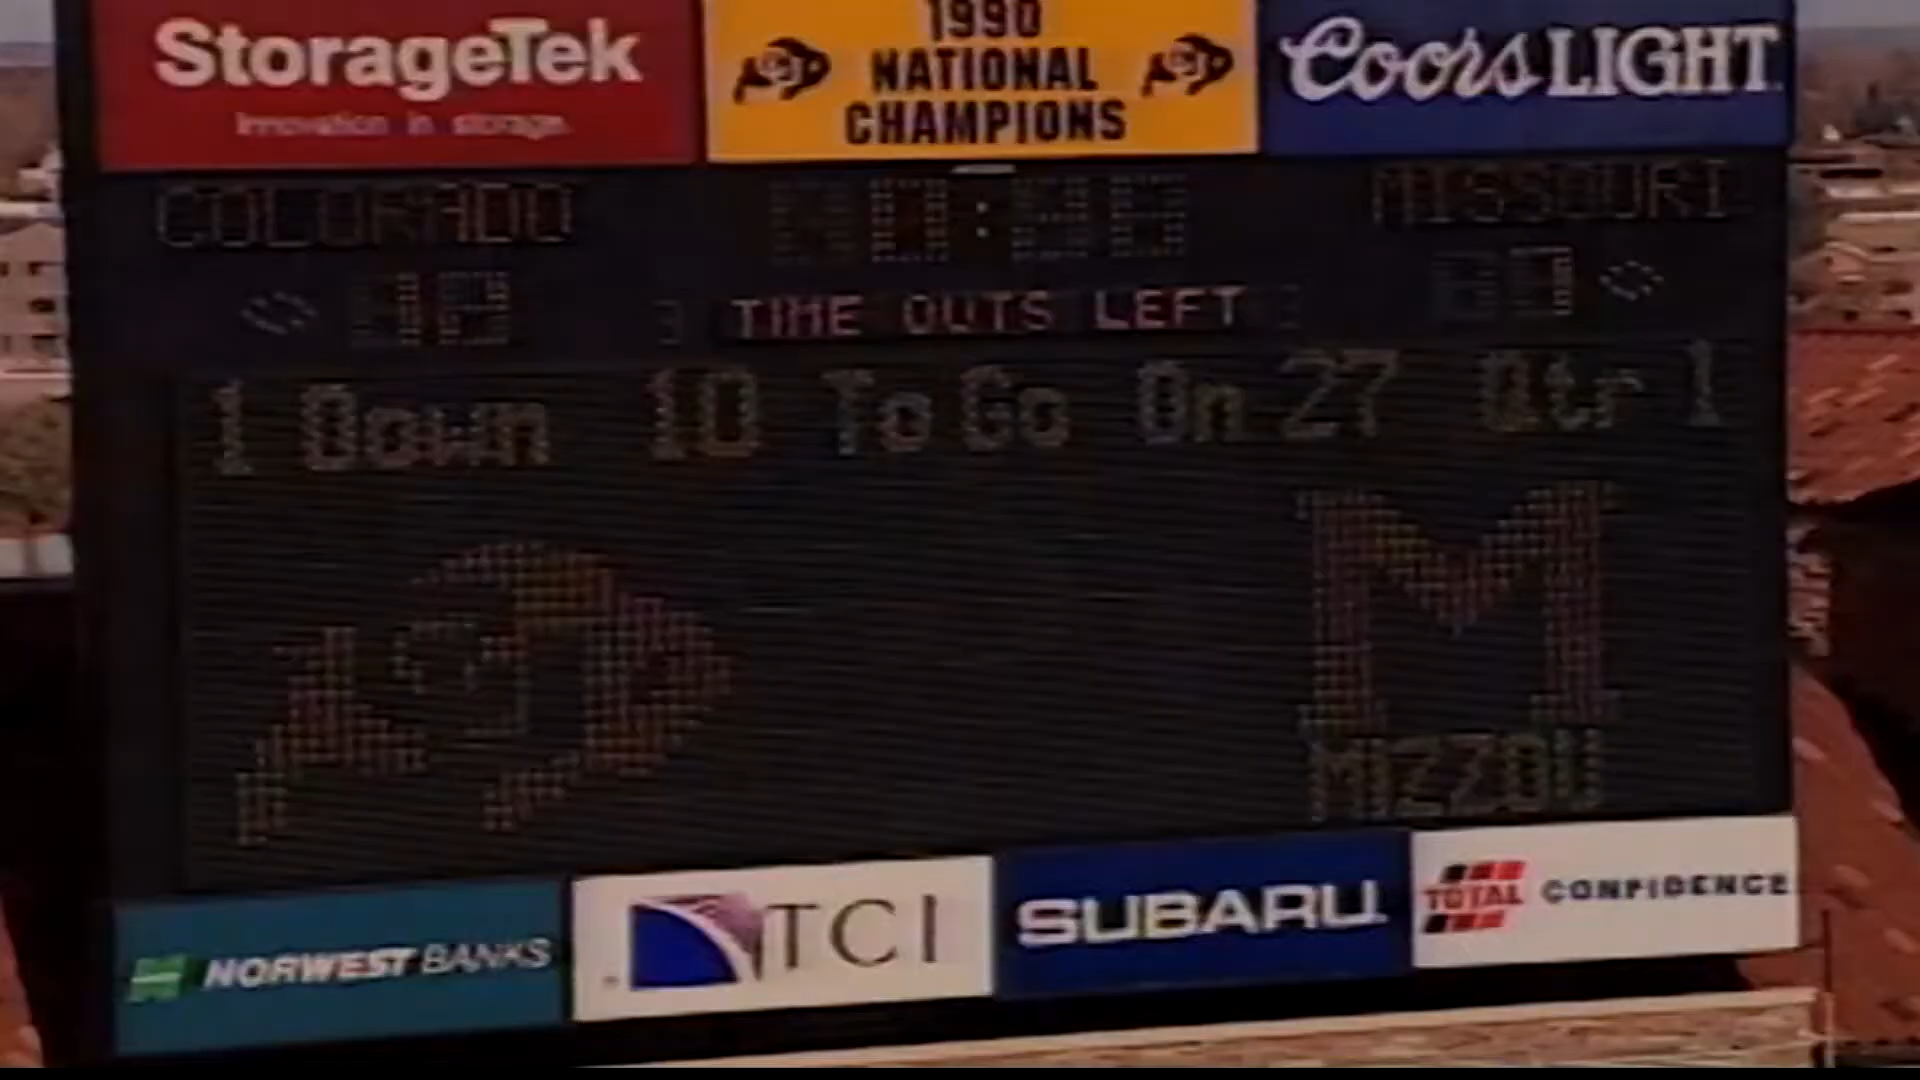 StorageTek
Innovation in storage.
1990
NATIONAL
CHAMPIONS
Coors LIGHT
COLORADO
MISSOURI
TIME OUTS LEFT
1 Down 10 To Go On 27 Qtr 1
MIZZOU
NORWEST BANKS
TCI
SUBARU
TOTAL CONFIDENCE